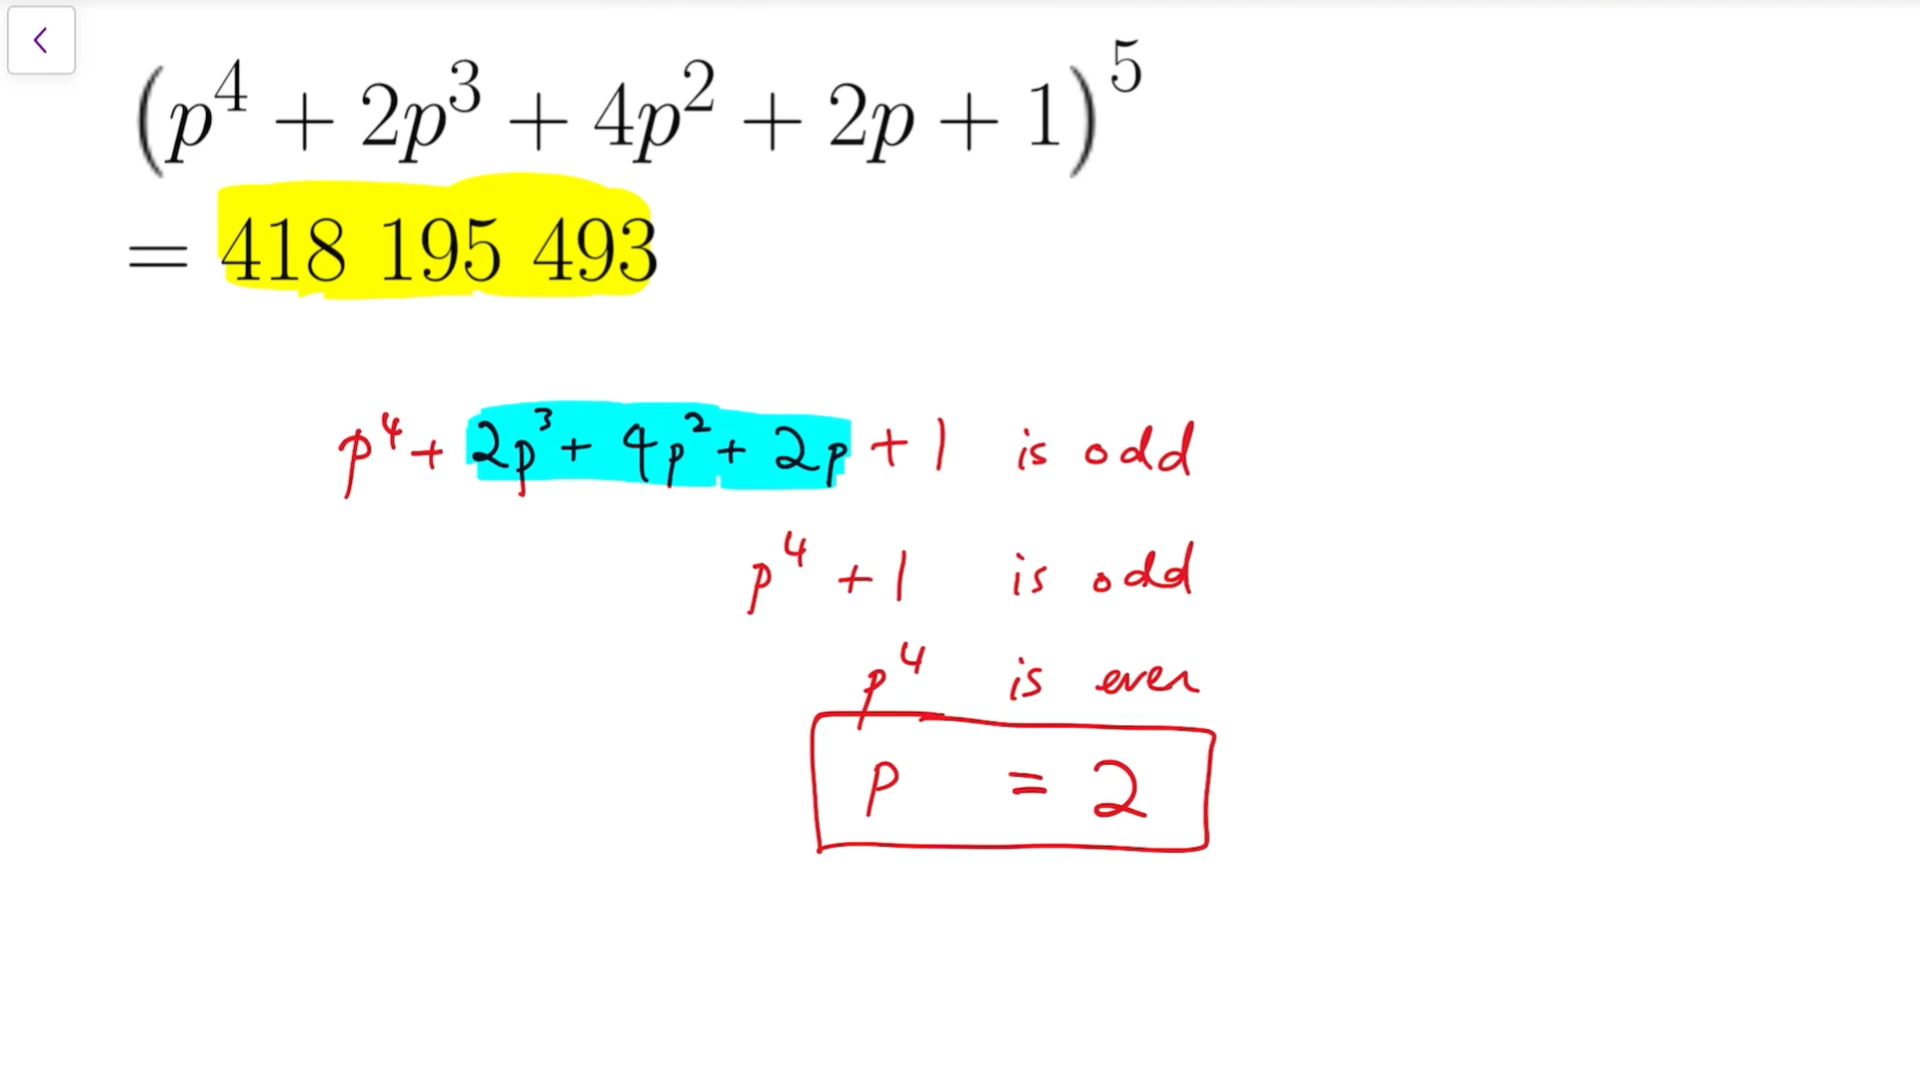 (p⁴ + 2p³ + 4p² + 2p + 1)⁵
= 418 195 493
p⁴ + 2p³ + 4p² + 2p + 1 is odd
p⁴ + 1 is odd
p⁴ is even
p = 2